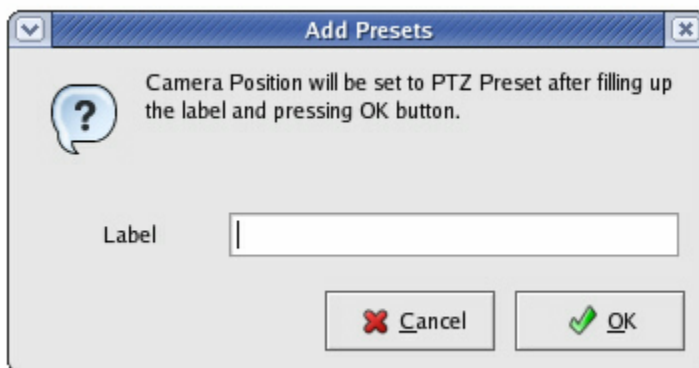 Add Presets
Camera Position will be set to PTZ Preset after filling up
the label and pressing OK button.
Label
Cancel
OK